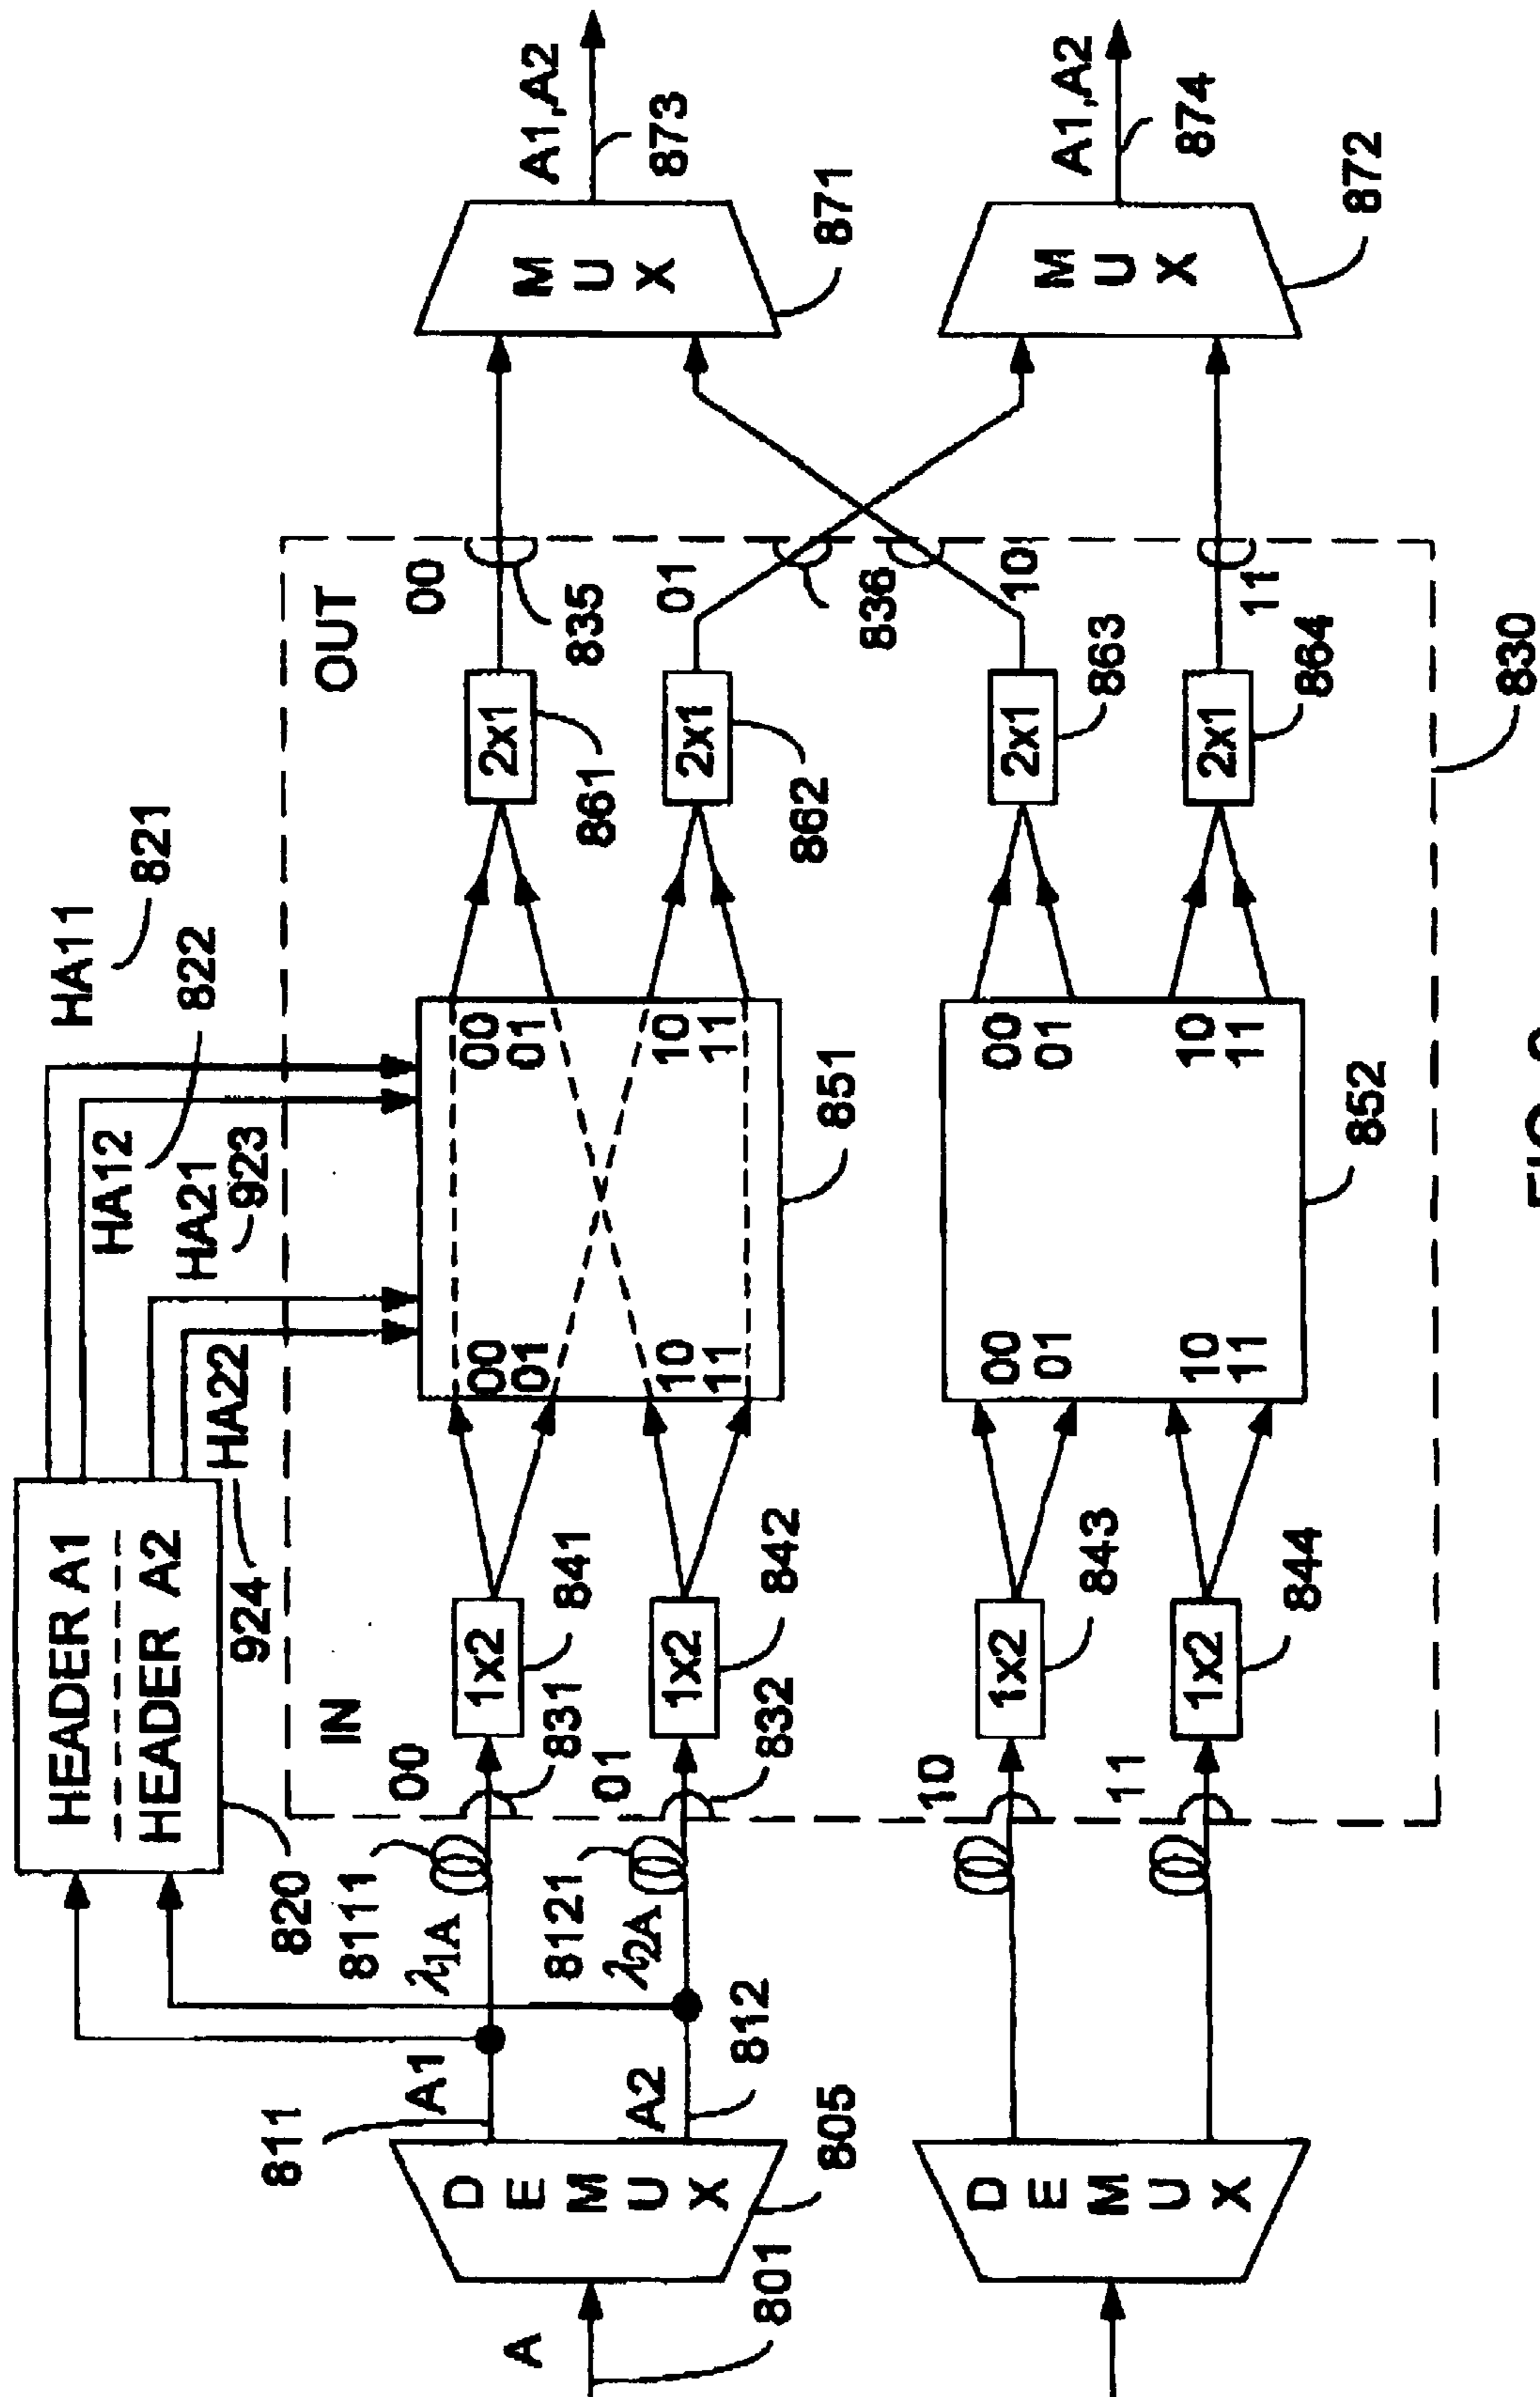 HEADER A1
HEADER A2
820
HA11
821
HA12
822
HA21
923
HA22
924
A
801
D
E
M
U
X
805
811
A1
A2
812
8111
λ1A
8121
λ2A
IN
00
831
01
832
10
11
1x2
841
1x2
842
1x2
843
1x2
844
00
01
10
11
00
01
10
11
851
00
01
10
11
00
01
10
11
852
OUT
2x1
861
2x1
862
2x1
863
2x1
864
00
835
01
836
10
11
830
D
E
M
U
X
M
U
X
871
A1,A2
873
M
U
X
872
A1,A2
874